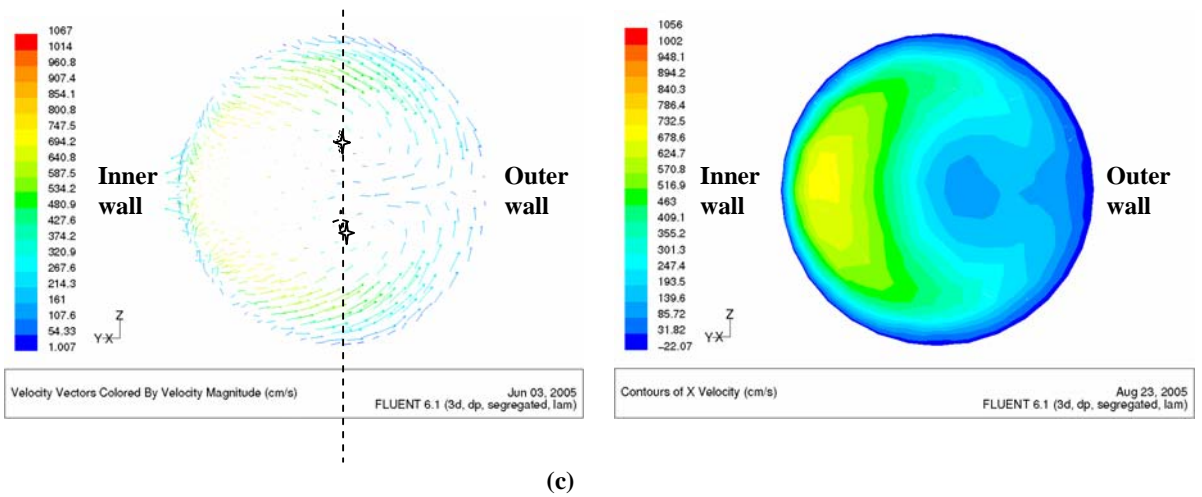 1067
1014
960.8
907.4
854.1
800.8
747.5
694.2
640.8
587.5
534.2
480.9
427.6
374.2
320.9
267.6
214.3
161
107.6
54.33
1.007
Inner
wall
Outer
wall
Z
Y-X
Velocity Vectors Colored By Velocity Magnitude (cm/s)
Jun 03, 2005
FLUENT 6.1 (3d, dp, segregated, lam)
1056
1002
948.1
894.2
840.3
786.4
732.5
678.6
624.7
570.8
516.9
463
409.1
355.2
301.3
247.4
193.5
139.6
85.72
31.82
-22.07
Inner
wall
Outer
wall
Z
Y-X
Contours of X Velocity (cm/s)
Aug 23, 2005
FLUENT 6.1 (3d, dp, segregated, lam)
(c)